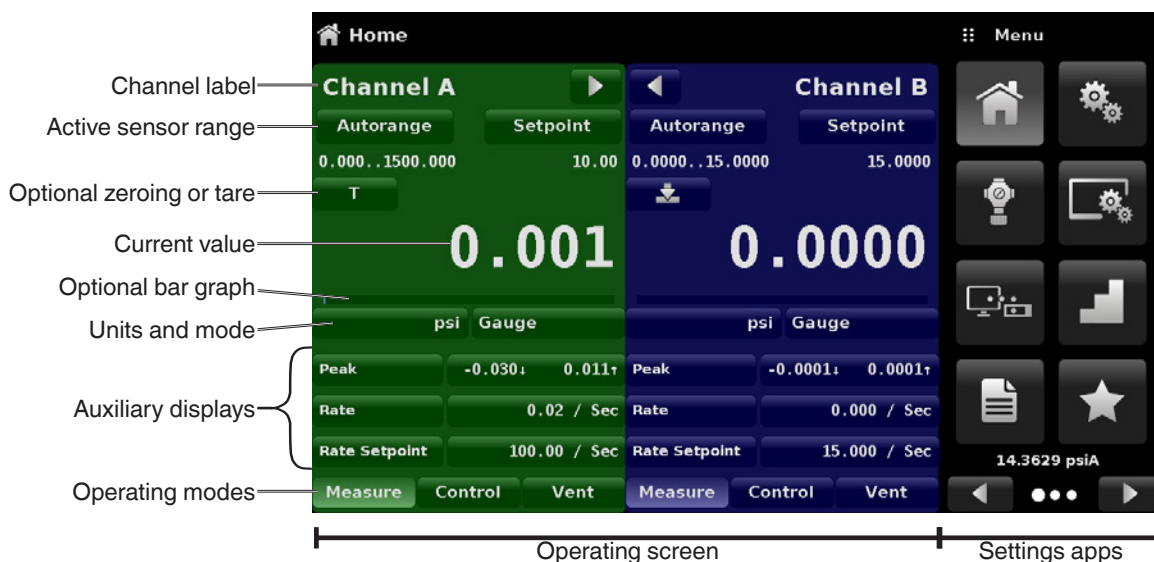 Home
Menu
Channel label
Channel A
Channel B
Active sensor range
Autorange Setpoint Autorange Setpoint
0.000..1500.000 10.00 0.0000..15.0000 15.0000
Optional zeroing or tare
T
Current value
0.001 0.0000
Optional bar graph
Units and mode
psi Gauge psi Gauge
Auxiliary displays
Peak -0.030↓ 0.011↑ Peak -0.0001↓ 0.0001↑
Rate 0.02 / Sec Rate 0.000 / Sec
Rate Setpoint 100.00 / Sec Rate Setpoint 15.000 / Sec
14.3629 psiA
Operating modes
Measure Control Vent Measure Control Vent
Operating screen Settings apps